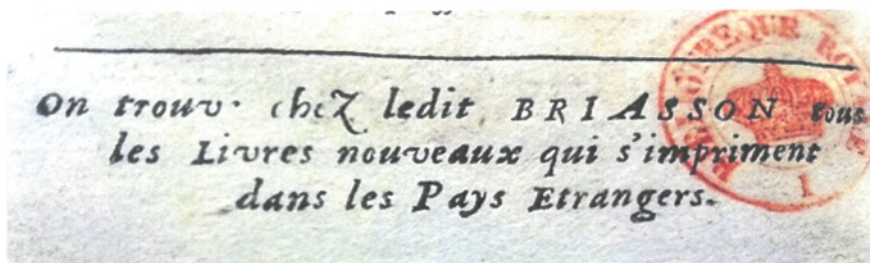 On trouv chez ledit BRIASSON tous
les Livres nouveaux qui s'impriment
dans les Pays Etrangers.